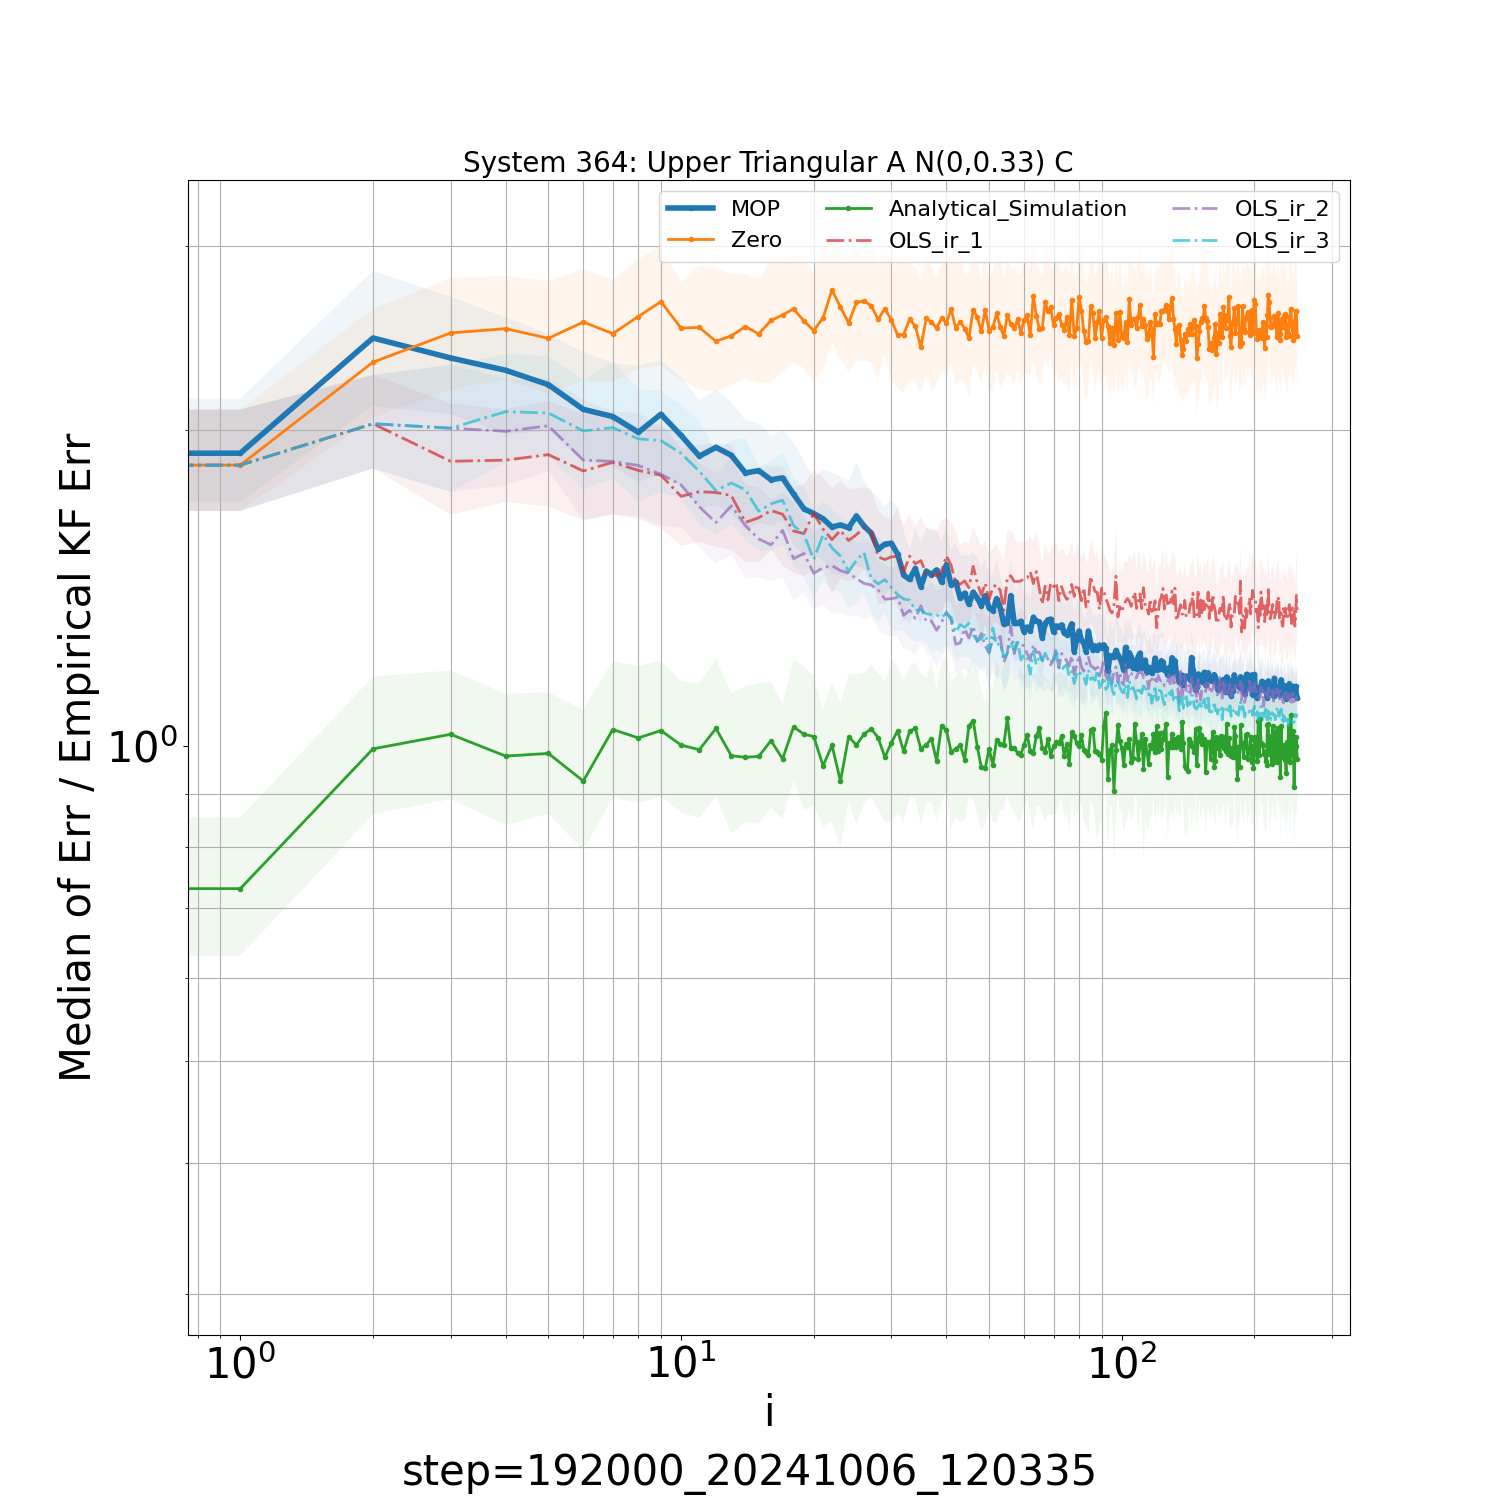 System 364: Upper Triangular A N(0,0.33) C
MOP
Zero
Analytical_Simulation
OLS_ir_1
OLS_ir_2
OLS_ir_3
Median of Err / Empirical KF Err
10⁰
10⁰
10¹
10²
i
step=192000_20241006_120335